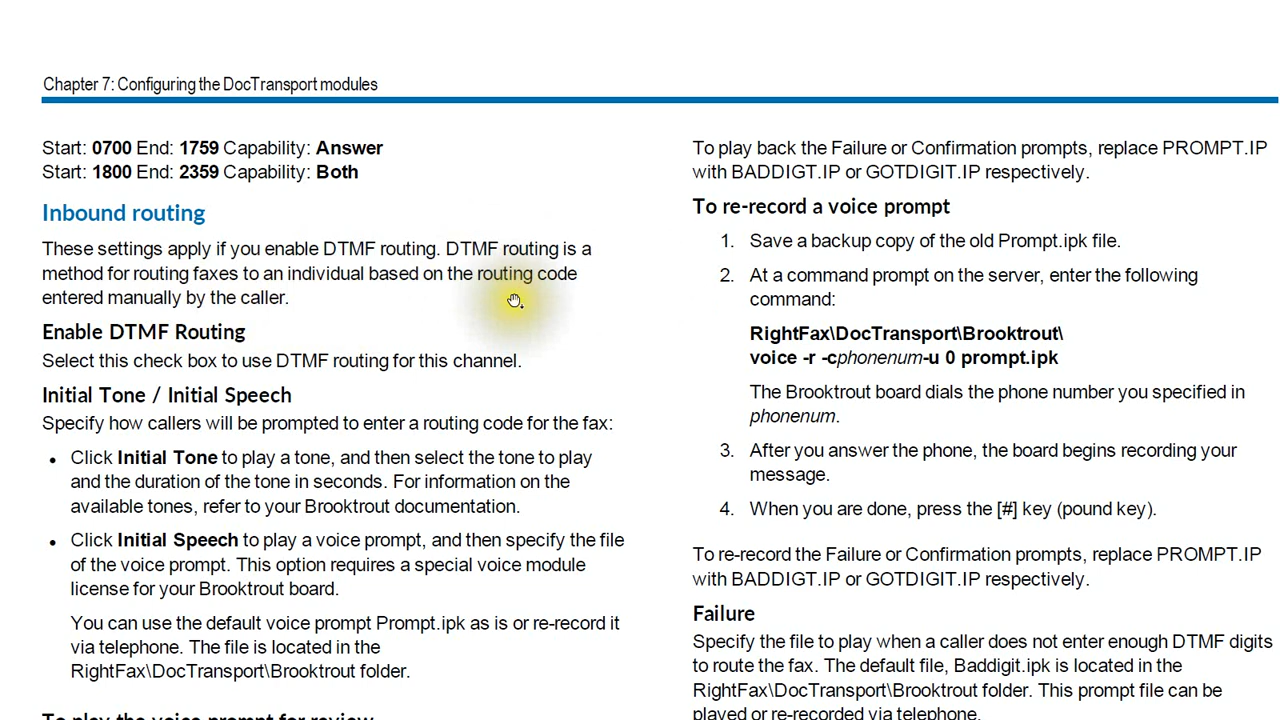 Chapter 7: Configuring the DocTransport modules
Start: 0700 End: 1759 Capability: Answer
Start: 1800 End: 2359 Capability: Both
Inbound routing
These settings apply if you enable DTMF routing. DTMF routing is a
method for routing faxes to an individual based on the routing code
entered manually by the caller.
Enable DTMF Routing
Select this check box to use DTMF routing for this channel.
Initial Tone / Initial Speech
Specify how callers will be prompted to enter a routing code for the fax:
• Click Initial Tone to play a tone, and then select the tone to play
and the duration of the tone in seconds. For information on the
available tones, refer to your Brooktrout documentation.
• Click Initial Speech to play a voice prompt, and then specify the file
of the voice prompt. This option requires a special voice module
license for your Brooktrout board.
You can use the default voice prompt Prompt.ipk as is or re-record it
via telephone. The file is located in the
RightFax\DocTransport\Brooktrout folder.
To play the voice prompt for review
To play back the Failure or Confirmation prompts, replace PROMPT.IP
with BADDIGT.IP or GOTDIGIT.IP respectively.
To re-record a voice prompt
1. Save a backup copy of the old Prompt.ipk file.
2. At a command prompt on the server, enter the following
command:
RightFax\DocTransport\Brooktrout\
voice -r -cphonenum-u 0 prompt.ipk
The Brooktrout board dials the phone number you specified in
phonenum.
3. After you answer the phone, the board begins recording your
message.
4. When you are done, press the [#] key (pound key).
To re-record the Failure or Confirmation prompts, replace PROMPT.IP
with BADDIGT.IP or GOTDIGIT.IP respectively.
Failure
Specify the file to play when a caller does not enter enough DTMF digits
to route the fax. The default file, Baddigit.ipk is located in the
RightFax\DocTransport\Brooktrout folder. This prompt file can be
played or re-recorded via telephone.